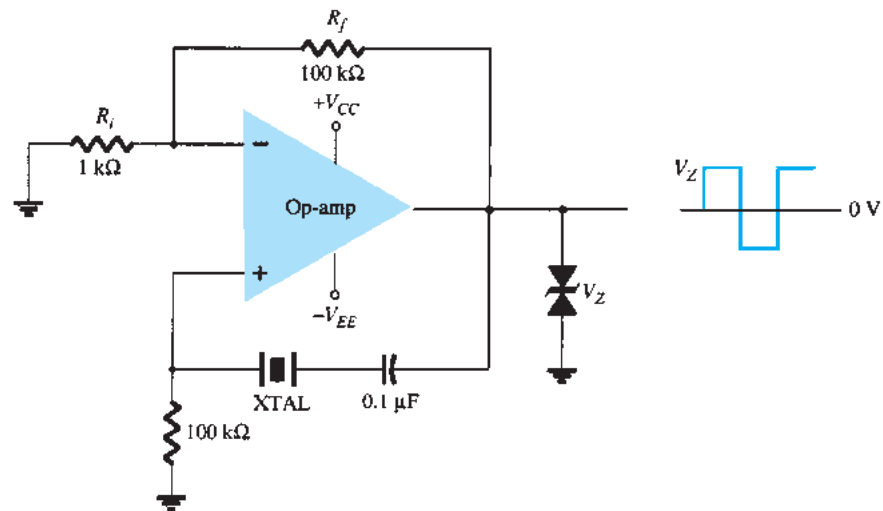 R_f
100 kΩ
+V_CC
R_i
1 kΩ
−
Op-amp
+
−V_EE
V_Z
V_Z
0 V
XTAL
0.1 μF
100 kΩ